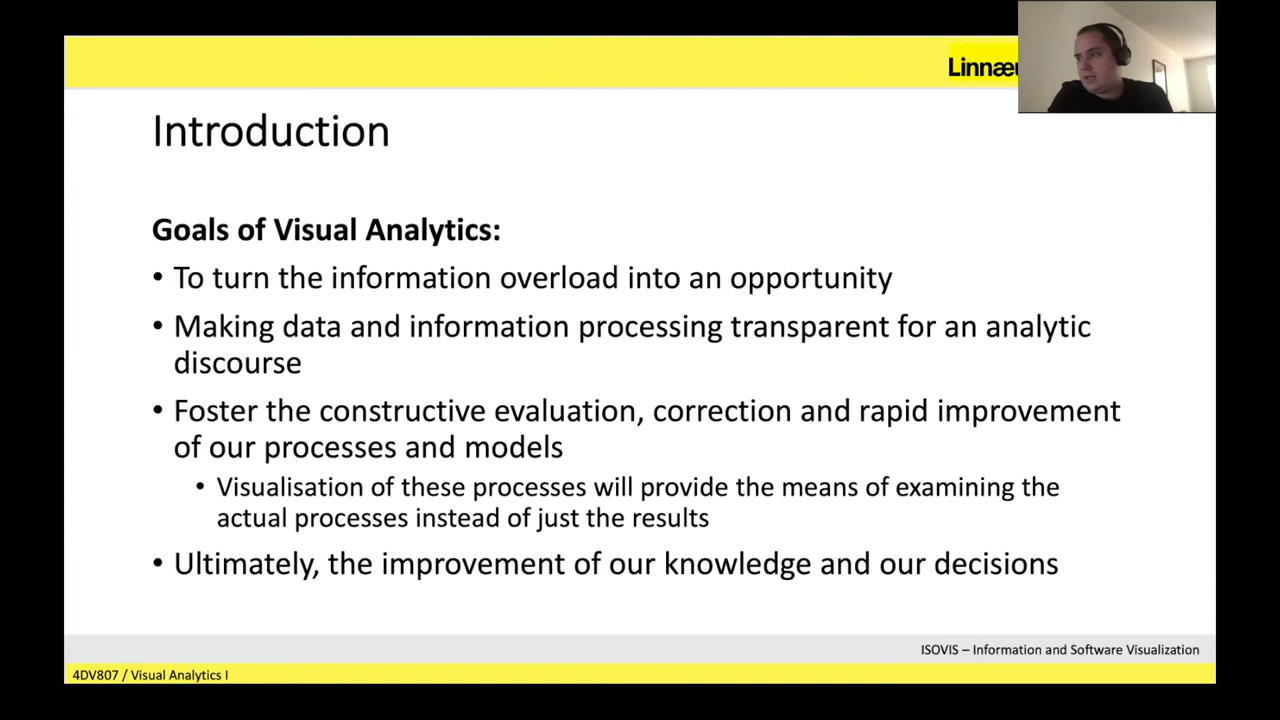 Introduction
Goals of Visual Analytics:
• To turn the information overload into an opportunity
• Making data and information processing transparent for an analytic
discourse
• Foster the constructive evaluation, correction and rapid improvement
of our processes and models
• Visualisation of these processes will provide the means of examining the
actual processes instead of just the results
• Ultimately, the improvement of our knowledge and our decisions
ISOVIS – Information and Software Visualization
4DV807 / Visual Analytics I